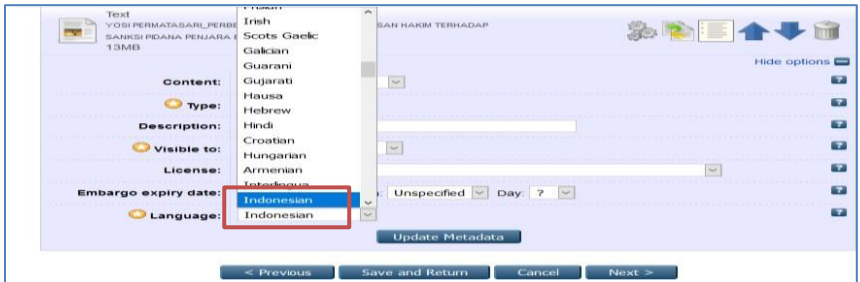 Text
YOSI PERMATASARI_PERBE
SAN HAKIM TERHADAP
SANKSI PIDANA PENJARA
13MB
Irish
Scots Gaelic
Galician
Guarani
Gujarati
Hausa
Hebrew
Hindi
Croatian
Hungarian
Armenian
Interlingua
Indonesian
Hide options
Content:
Type:
Description:
Visible to:
License:
Embargo expiry date:
Unspecified Day: ?
Language: Indonesian
Update Metadata
< Previous Save and Return Cancel Next >